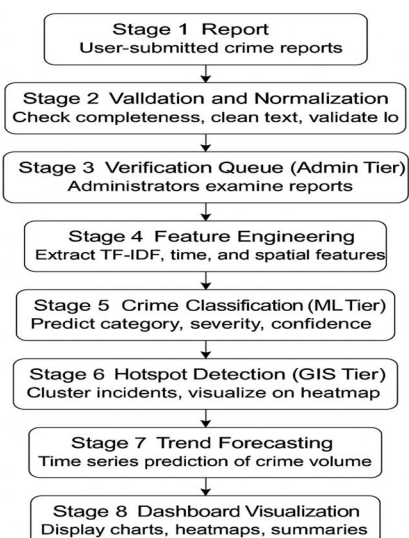 Stage 1 Report
User-submitted crime reports
Stage 2 Valldation and Normalization
Check completeness, clean text, validate lo
Stage 3 Verification Queue (Admin Tier)
Administrators examine reports
Stage 4 Feature Engineering
Extract TF-IDF, time, and spatial features
Stage 5 Crime Classification (ML Tier)
Predict category, severity, confidence
Stage 6 Hotspot Detection (GIS Tier)
Cluster incidents, visualize on heatmap
Stage 7 Trend Forecasting
Time series prediction of crime volume
Stage 8 Dashboard Visualization
Display charts, heatmaps, summaries